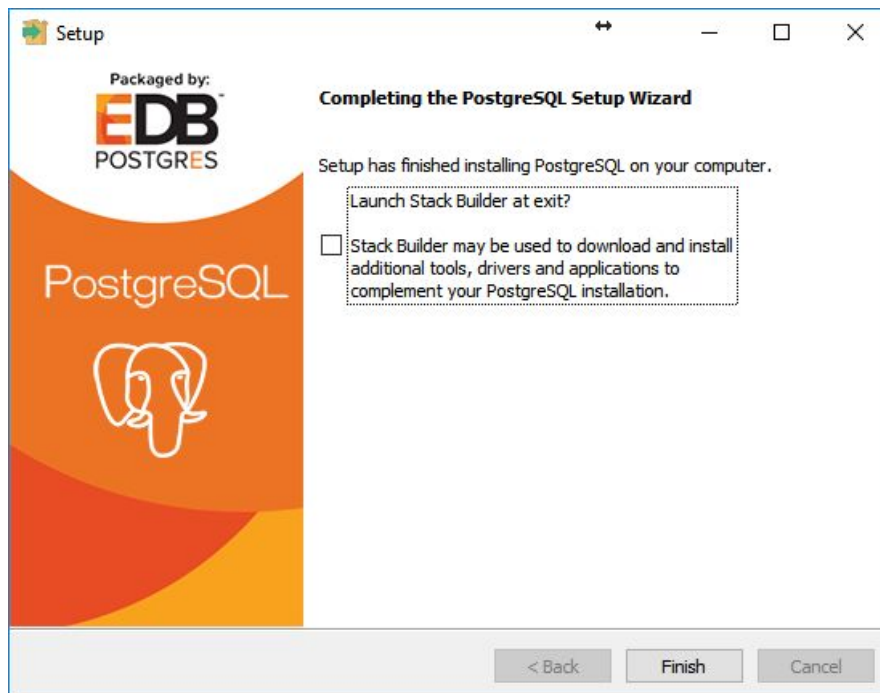 Setup
Packaged by:
EDB
POSTGRES
PostgreSQL
Completing the PostgreSQL Setup Wizard
Setup has finished installing PostgreSQL on your computer.
Launch Stack Builder at exit?
Stack Builder may be used to download and install
additional tools, drivers and applications to
complement your PostgreSQL installation.
< Back
Finish
Cancel